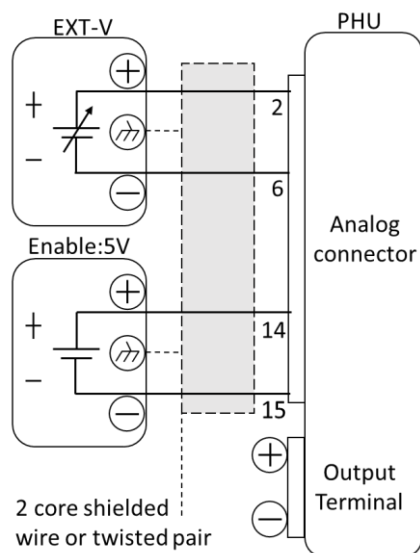 EXT-V
PHU
+
+
2
−
−
6
Analog
connector
Enable:5V
+
+
14
−
−
15
+
−
Output
Terminal
2 core shielded
wire or twisted pair